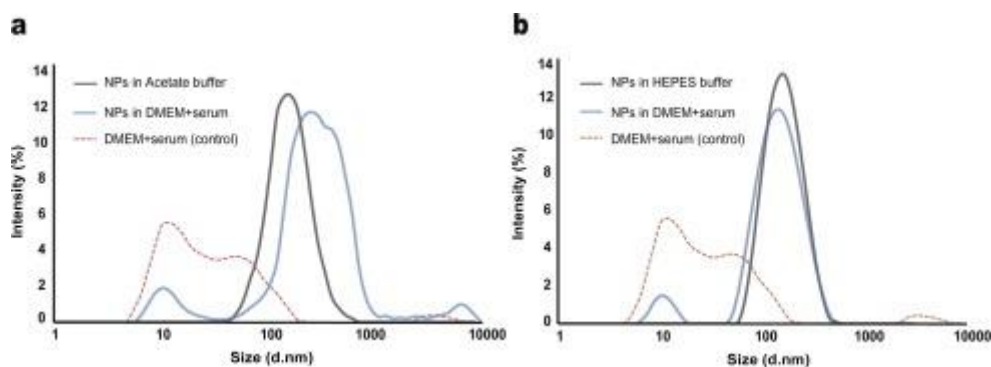 a
14
12
10
8
6
4
2
0
Intensity (%)
NPs in Acetate buffer
NPs in DMEM+serum
DMEM+serum (control)
1 10 100 1000 10000
Size (d.nm)
b
14
12
10
8
6
4
2
0
Intensity (%)
NPs in HEPES buffer
NPs in DMEM+serum
DMEM+serum (control)
1 10 100 1000 10000
Size (d.nm)